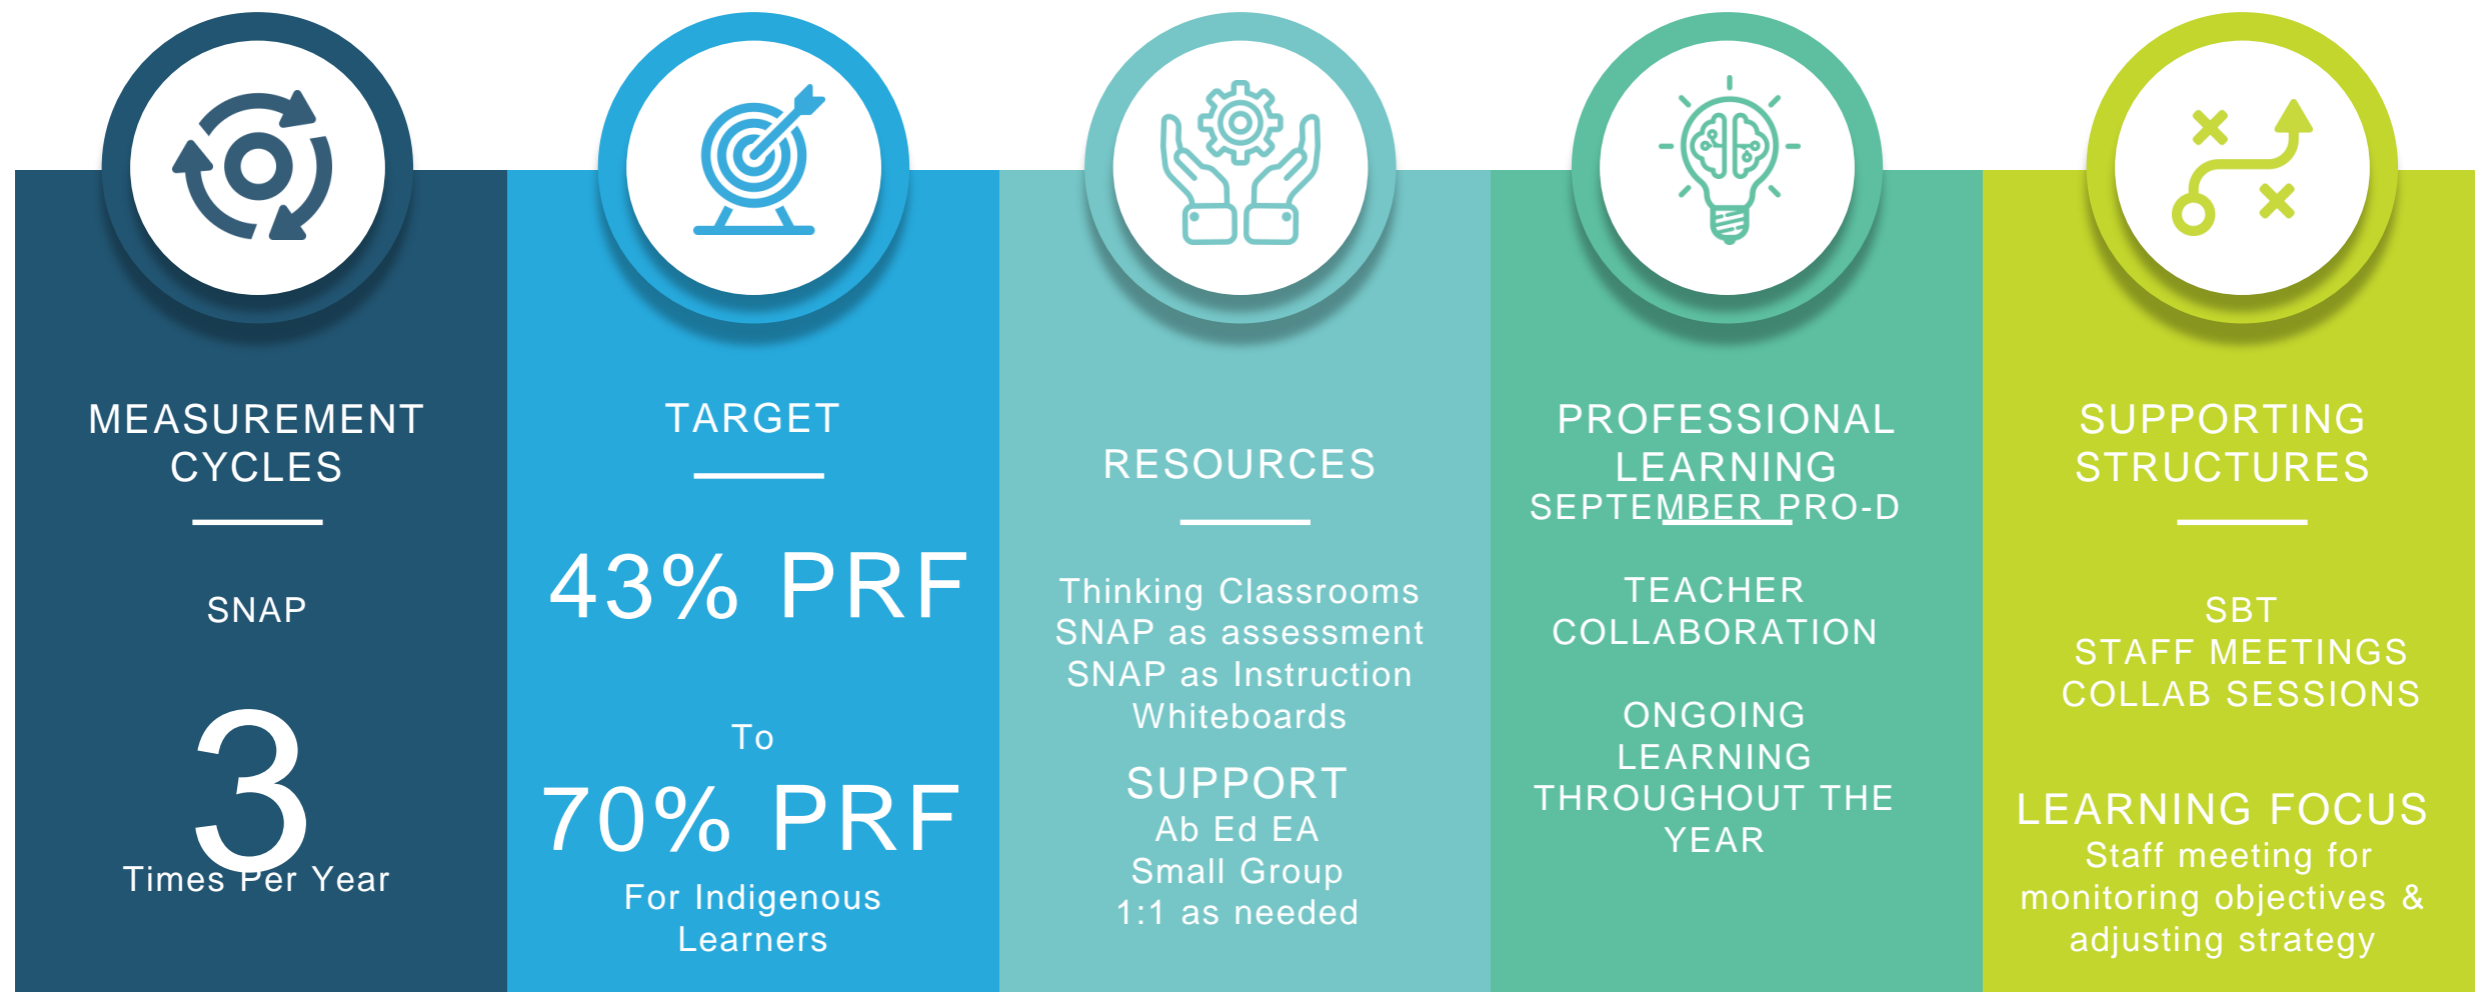 MEASUREMENT
CYCLES
SNAP
3
Times Per Year
TARGET
43% PRF
To
70% PRF
For Indigenous
Learners
RESOURCES
Thinking Classrooms
SNAP as assessment
SNAP as Instruction
Whiteboards
SUPPORT
Ab Ed EA
Small Group
1:1 as needed
PROFESSIONAL
LEARNING
SEPTEMBER PRO-D
TEACHER
COLLABORATION
ONGOING
LEARNING
THROUGHOUT THE
YEAR
SUPPORTING
STRUCTURES
SBT
STAFF MEETINGS
COLLAB SESSIONS
LEARNING FOCUS
Staff meeting for
monitoring objectives &
adjusting strategy